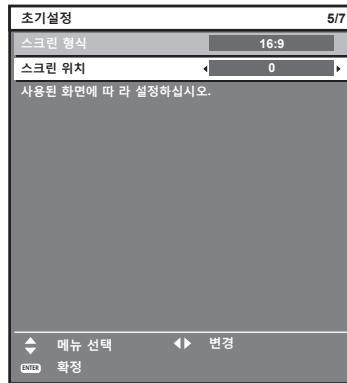 초기설정 5/7
스크린 형식 16:9
스크린 위치 0
사용된 화면에 따 라 설정하십시오.
메뉴 선택 변경
ENTER 확정